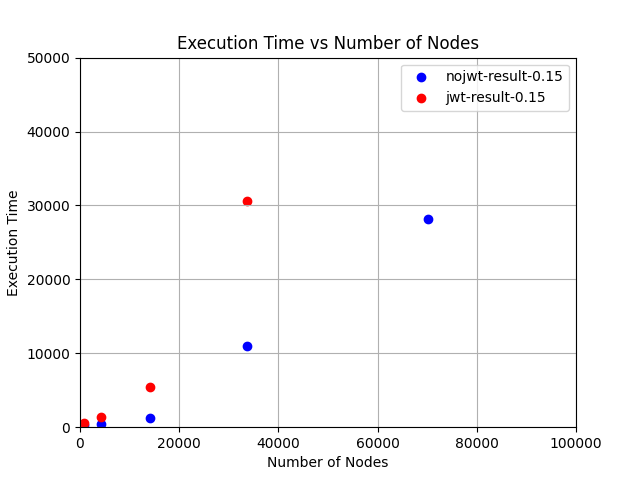 Execution Time vs Number of Nodes
nojwt-result-0.15
jwt-result-0.15
Execution Time
50000
40000
30000
20000
10000
0
0 20000 40000 60000 80000 100000
Number of Nodes